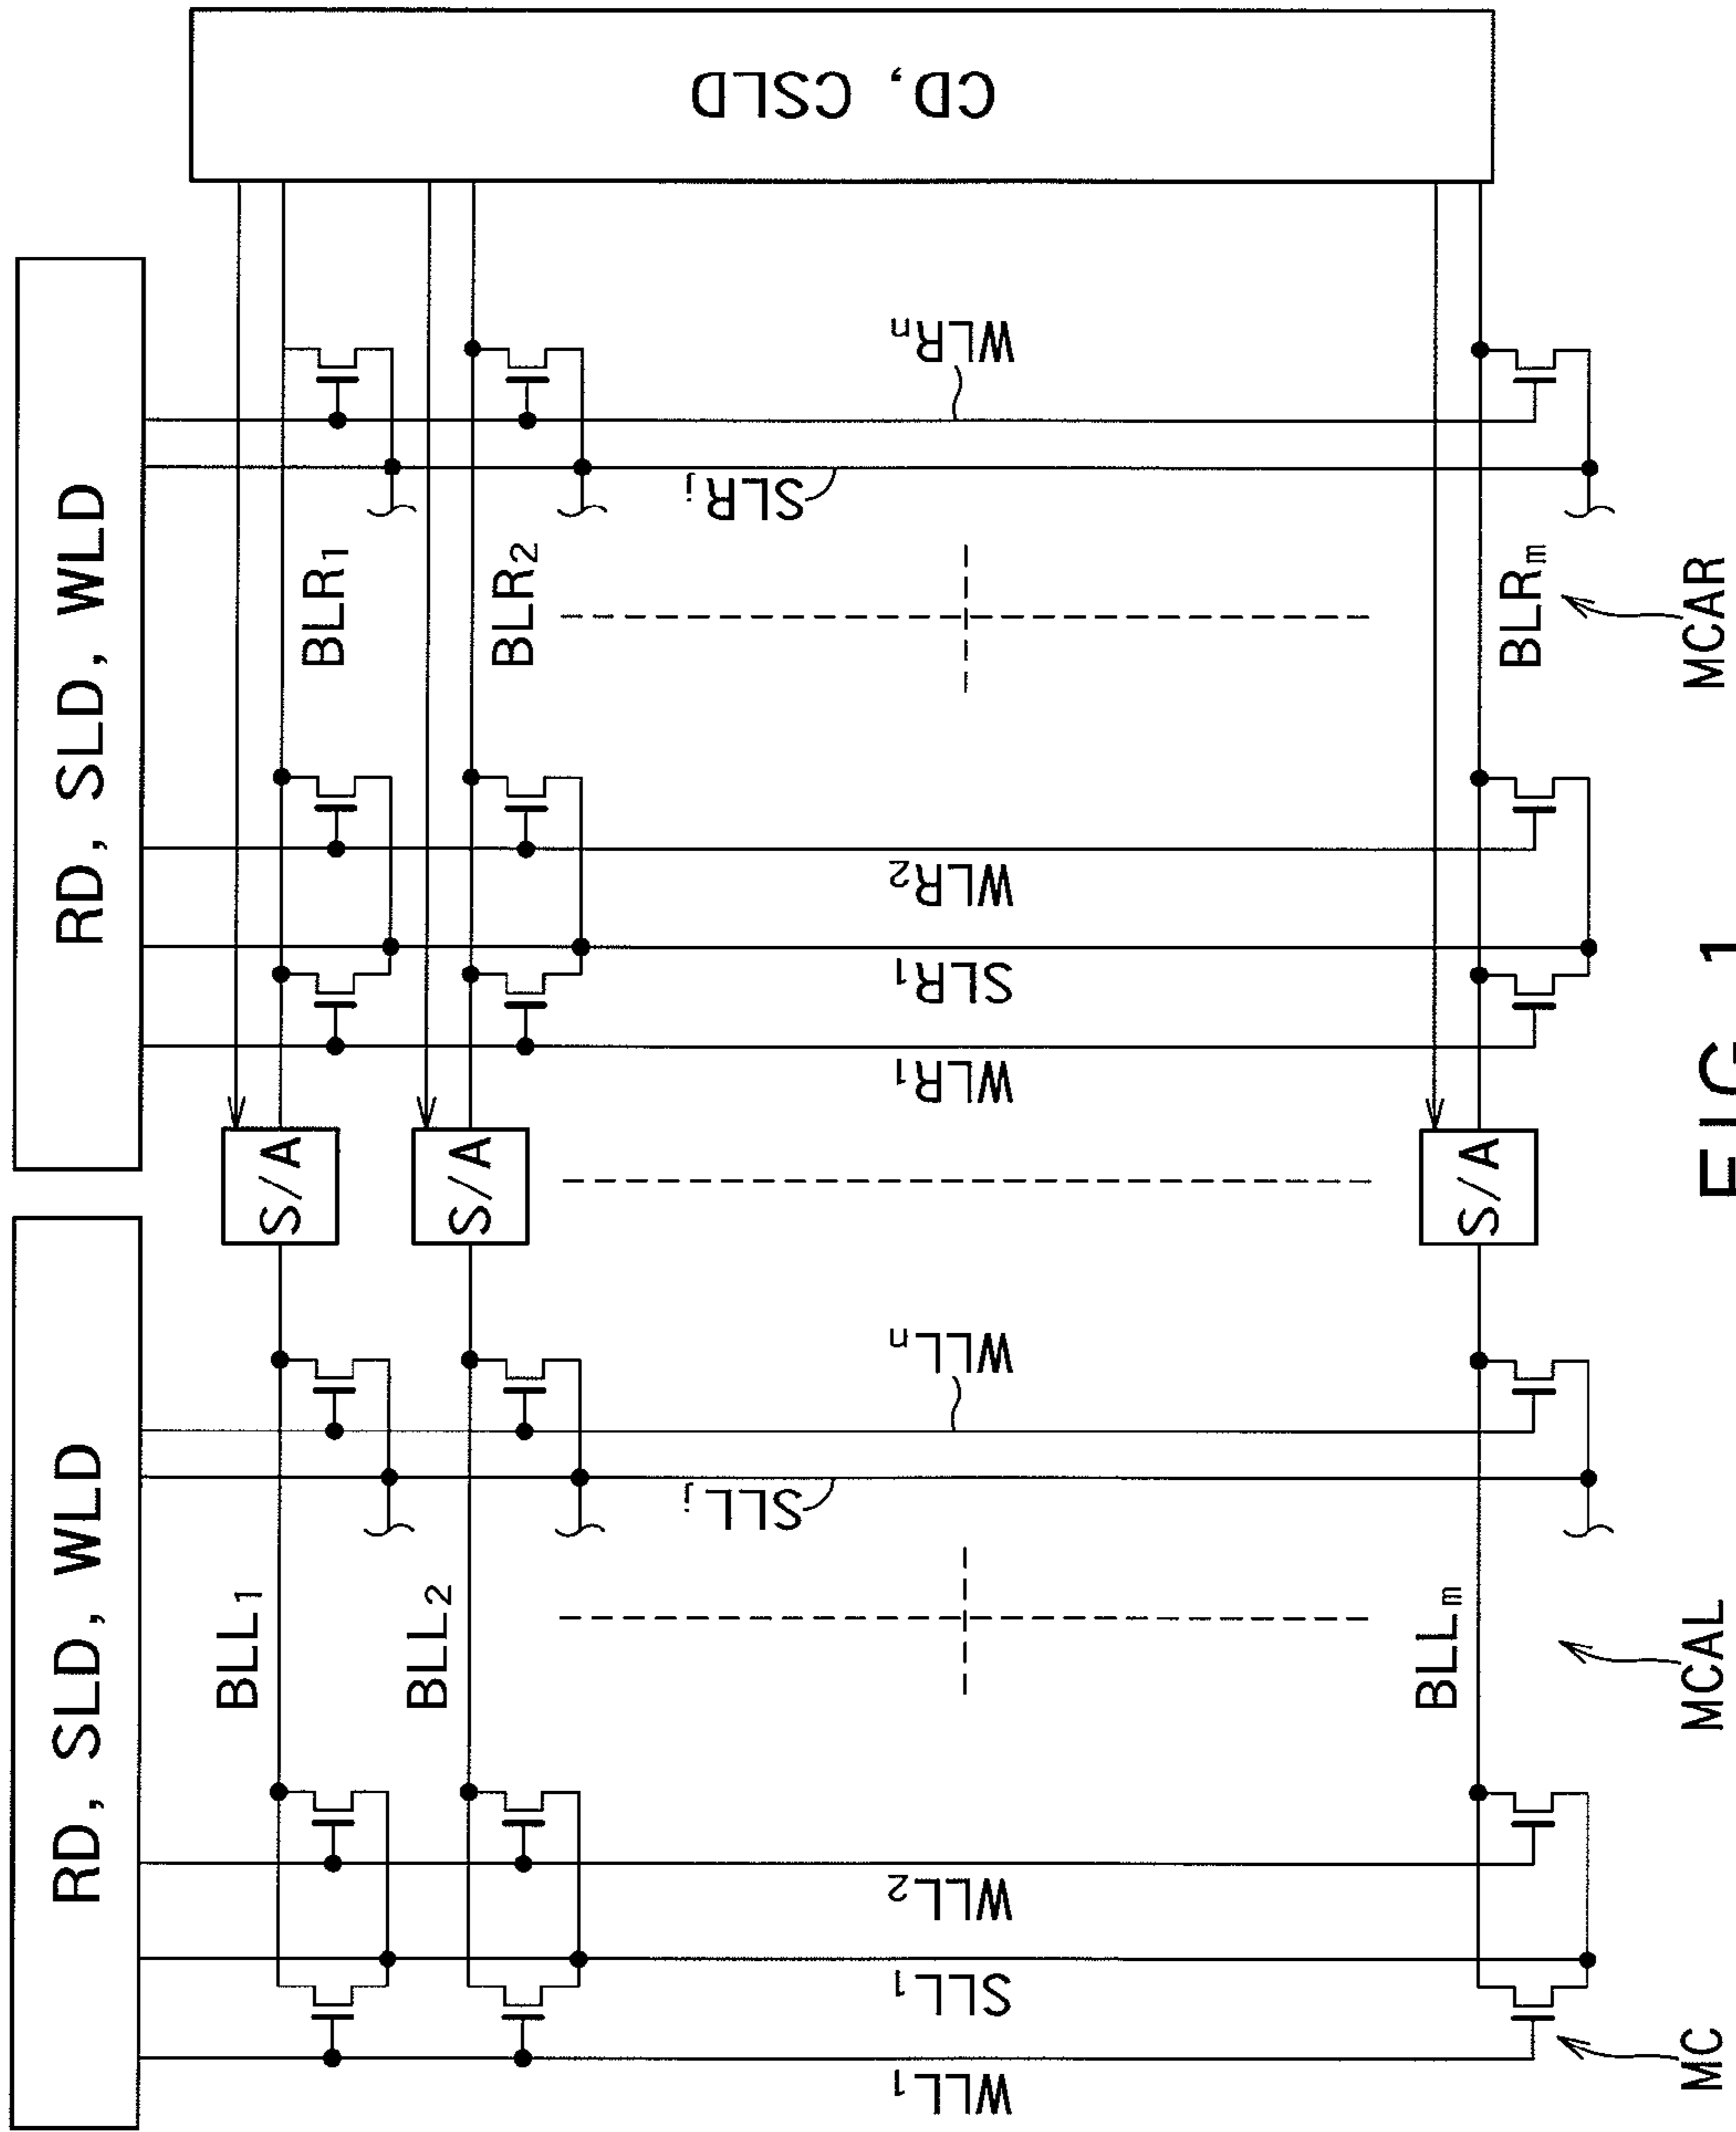 RD, SLD, WLD
RD, SLD, WLD
CD, CSLD
BLL1
BLL2
BLLm
BLR1
BLR2
BLRm
S/A
S/A
S/A
WLL1
SLL1
WLL2
SLLj
WLLn
WLR1
SLR1
WLR2
SLRj
WLRn
MC
MCAL
MCAR
FIG. 1